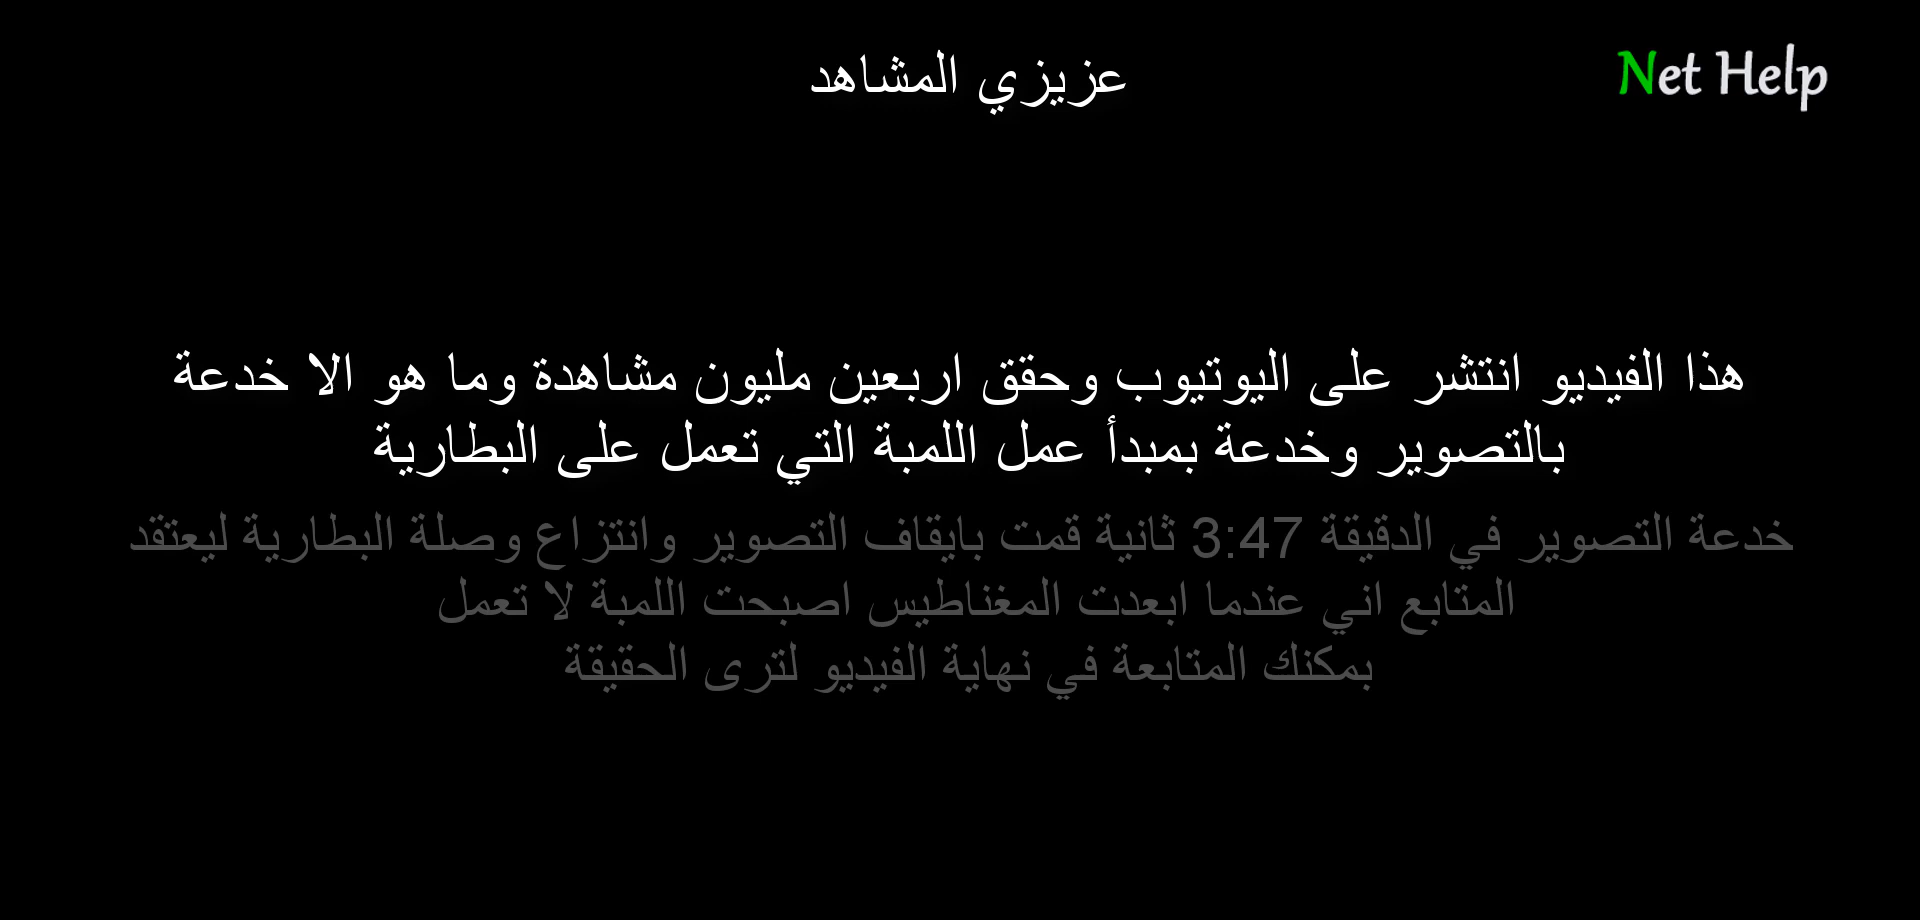 عزيزي المشاهد
Net Help
هذا الفيديو انتشر على اليوتيوب وحقق اربعين مليون مشاهدة وما هو الا خدعة
بالتصوير وخدعة بمبدأ عمل اللمبة التي تعمل على البطارية
خدعة التصوير في الدقيقة 3:47 ثانية قمت بايقاف التصوير وانتزاع وصلة البطارية ليعتقد
المتابع اني عندما ابعدت المغناطيس اصبحت اللمبة لا تعمل
بمكنك المتابعة في نهاية الفيديو لترى الحقيقة